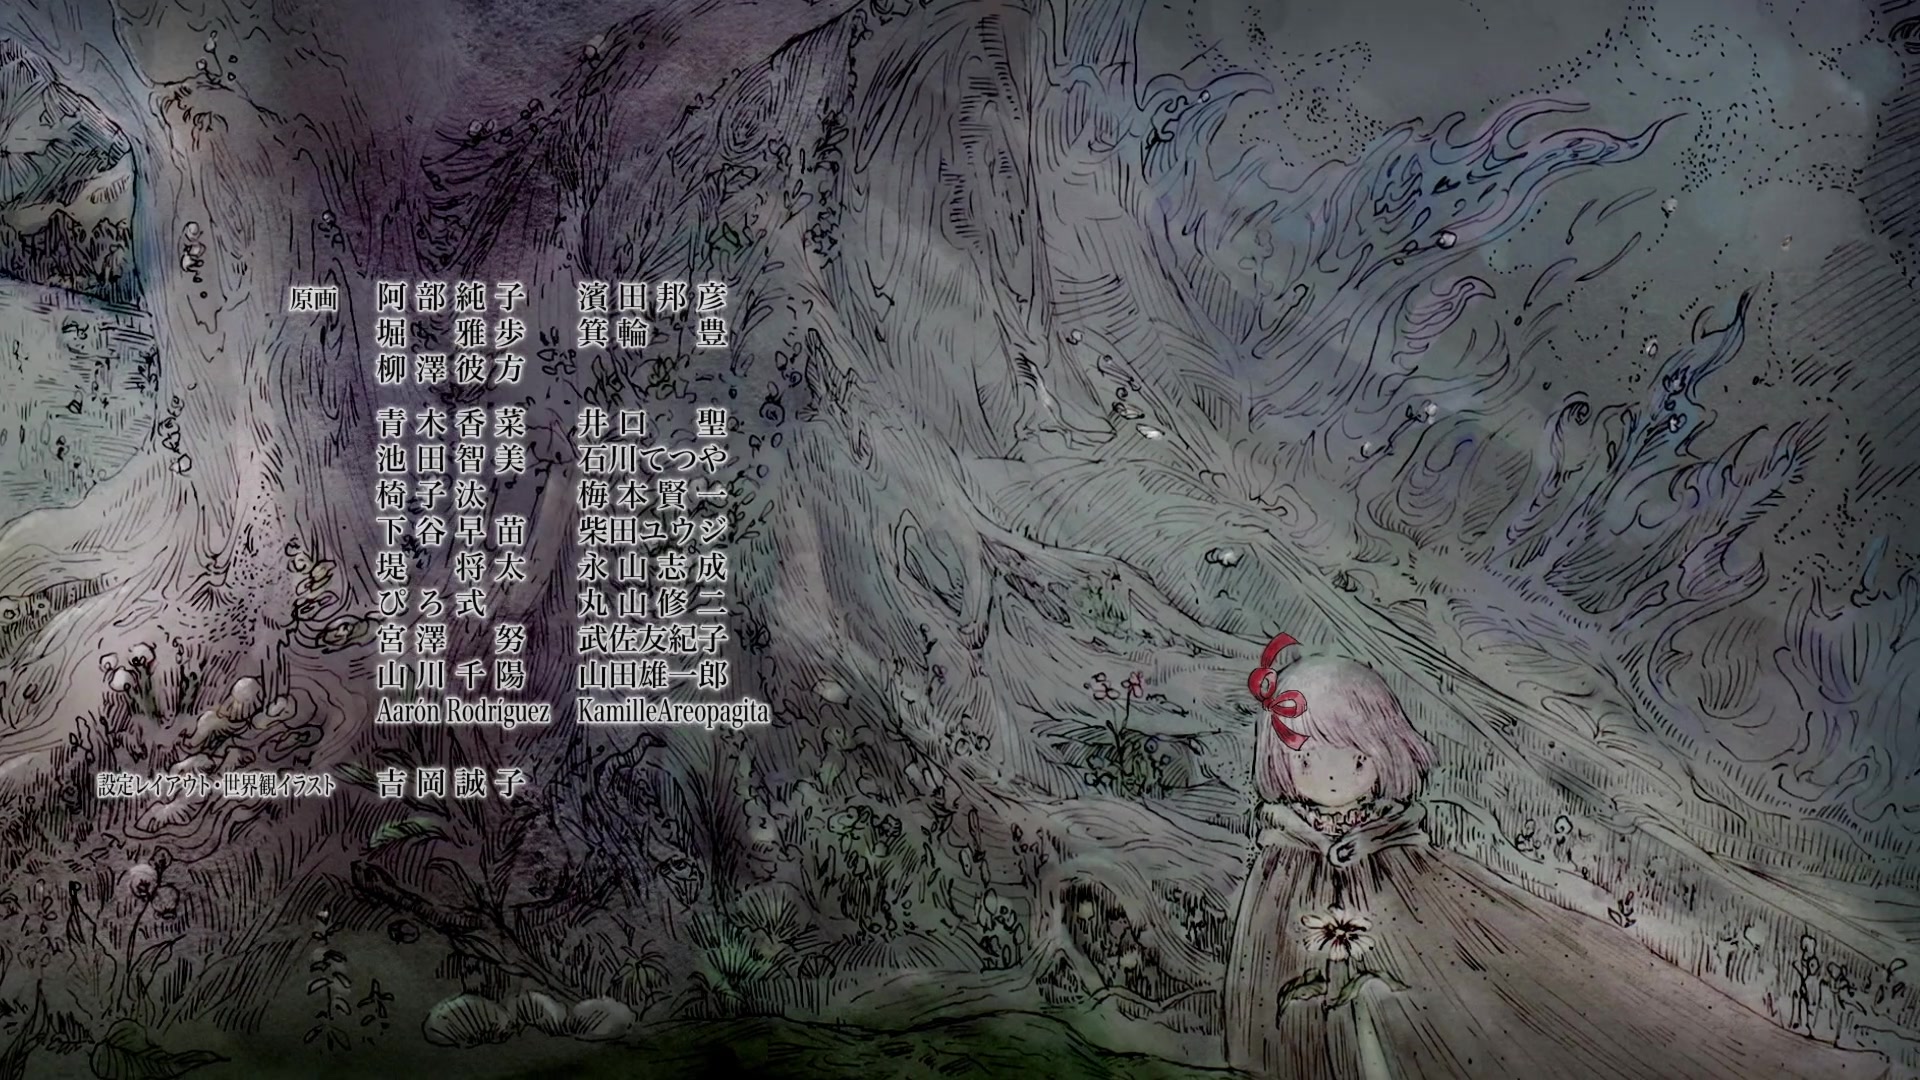 原画 阿部純子 濱田邦彦
堀 雅歩 箕輪 豊
柳澤彼方
青木香菜 井口 聖
池田智美 石川てつや
椅子汰 梅本賢一
下谷早苗 柴田ユウジ
堤 将太 永山志成
ぴろ式 丸山修二
宮澤 努 武佐友紀子
山川千陽 山田雄一郎
Aarón Rodríguez KamilleAreopagita
設定レイアウト・世界観イラスト 吉岡誠子